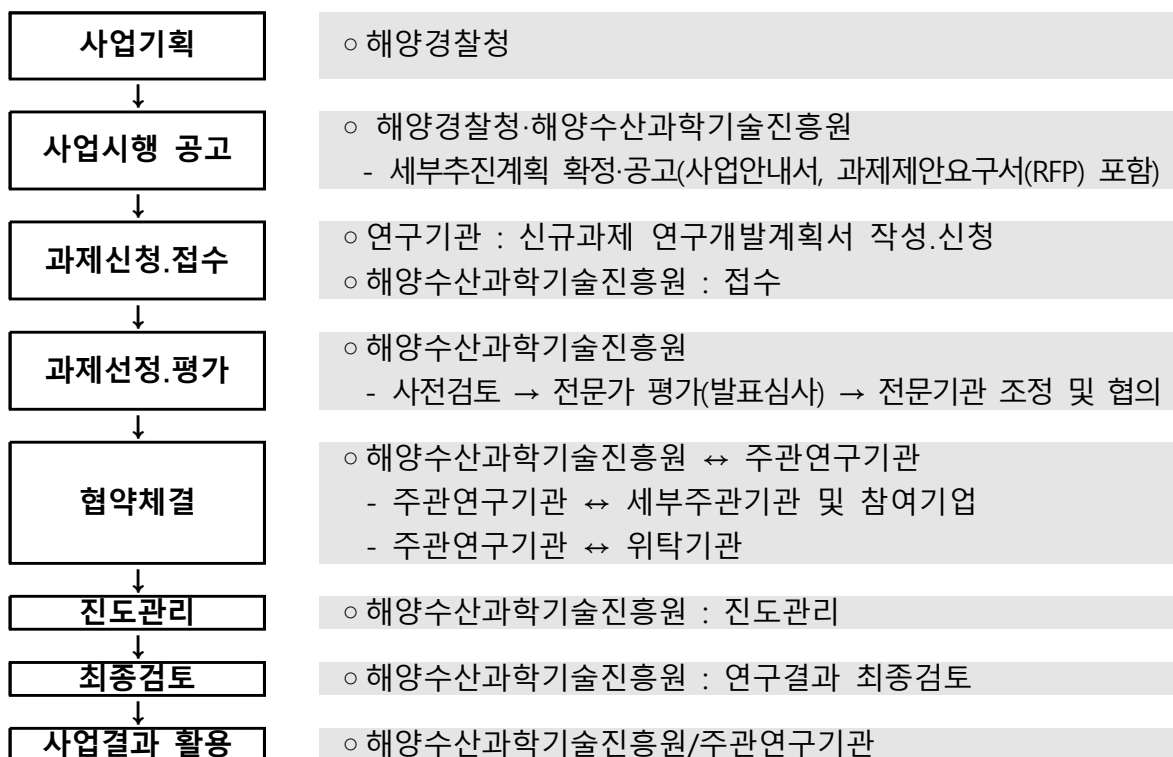 사업기획
○ 해양경찰청
↓
사업시행 공고
○ 해양경찰청·해양수산과학기술진흥원
- 세부추진계획 확정·공고(사업안내서, 과제제안요구서(RFP) 포함)
↓
과제신청.접수
○ 연구기관 : 신규과제 연구개발계획서 작성.신청
○ 해양수산과학기술진흥원 : 접수
↓
과제선정.평가
○ 해양수산과학기술진흥원
- 사전검토 → 전문가 평가(발표심사) → 전문기관 조정 및 협의
↓
협약체결
○ 해양수산과학기술진흥원 ↔ 주관연구기관
- 주관연구기관 ↔ 세부주관기관 및 참여기업
- 주관연구기관 ↔ 위탁기관
↓
진도관리
○ 해양수산과학기술진흥원 : 진도관리
↓
최종검토
○ 해양수산과학기술진흥원 : 연구결과 최종검토
↓
사업결과 활용
○ 해양수산과학기술진흥원/주관연구기관